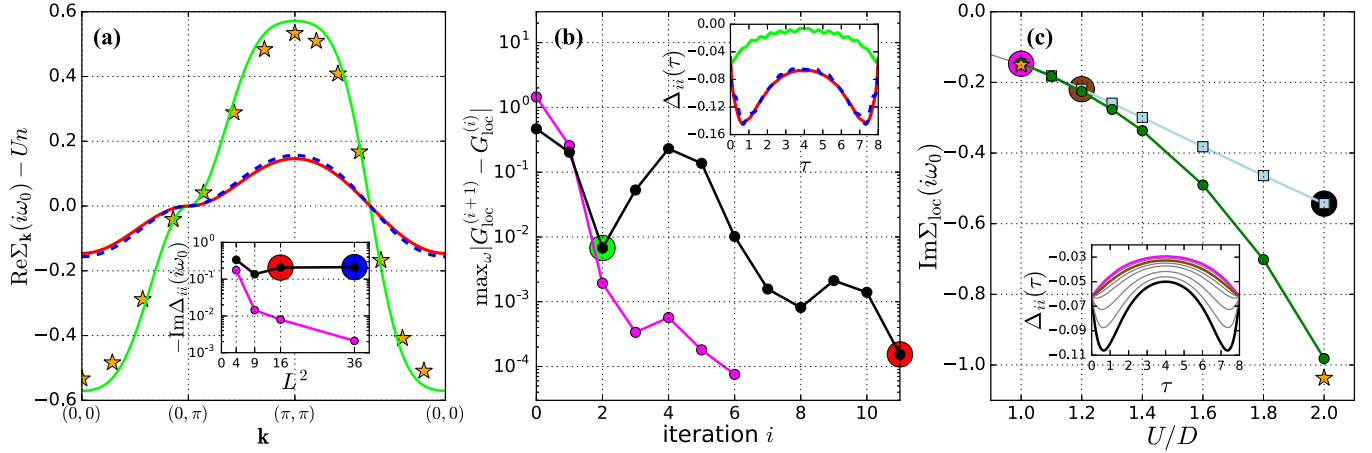 (a)
ReΣ_k(iω_0) − Un
0.6
0.4
0.2
0.0
−0.2
−0.4
−0.6
(0, 0)
(0, π)
(π, π)
(0, 0)
k
−ImΔ_{ii}(iω_0)
10^0
10^{-1}
10^{-2}
10^{-3}
4
9
16
36
L^2
(b)
max_ω|G_loc^{(i+1)} − G_loc^{(i)}|
10^1
10^0
10^{-1}
10^{-2}
10^{-3}
10^{-4}
0
2
4
6
8
10
iteration i
Δ_{ii}(τ)
0.00
−0.04
−0.08
−0.12
−0.16
0 1 2 3 4 5 6 7 8
τ
(c)
ImΣ_loc(iω_0)
0.0
−0.2
−0.4
−0.6
−0.8
−1.0
1.0
1.2
1.4
1.6
1.8
2.0
U/D
Δ_{ii}(τ)
−0.03
−0.05
−0.07
−0.09
−0.11
0 1 2 3 4 5 6 7 8
τ